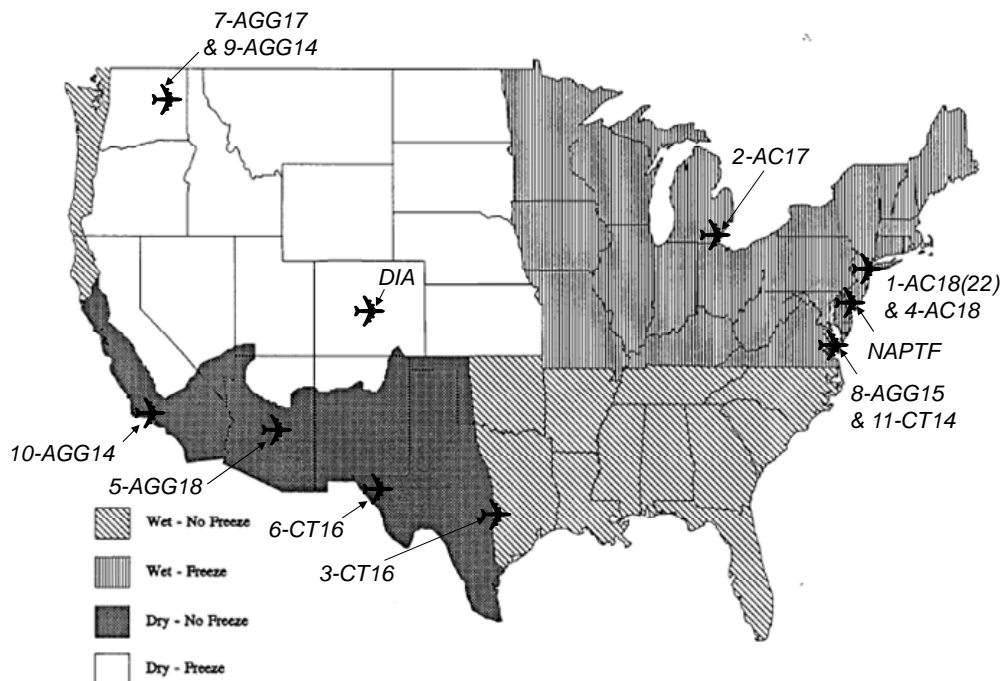 7-AGG17
& 9-AGG14
2-AC17
DIA
1-AC18(22)
& 4-AC18
NAPTF
8-AGG15
& 11-CT14
10-AGG14
5-AGG18
6-CT16
3-CT16
Wet - No Freeze
Wet - Freeze
Dry - No Freeze
Dry - Freeze